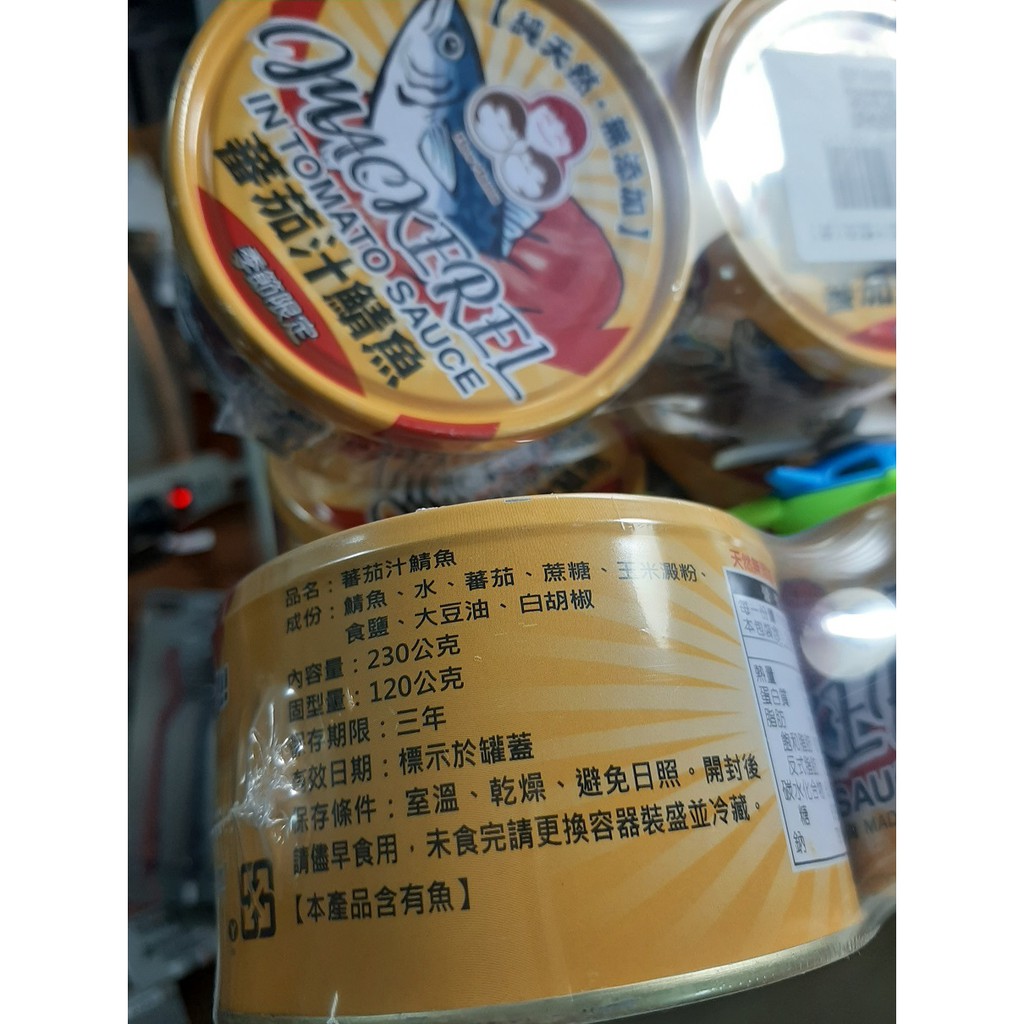 【純天然・無添加】
MACKEREL
IN TOMATO SAUCE
蕃茄汁鯖魚
季節限定
品名：蕃茄汁鯖魚
成份：鯖魚、水、蕃茄、蔗糖、玉米澱粉、
食鹽、大豆油、白胡椒
內容量：230公克
固型量：120公克
保存期限：三年
有效日期：標示於罐蓋
保存條件：室溫、乾燥、避免日照。開封後
請儘早食用，未食完請更換容器裝盛並冷藏。
【本產品含有魚】
每一份量
熱量
蛋白質
脂肪
飽和脂肪
反式脂肪
碳水化合物
糖
鈉
SAU
MAD